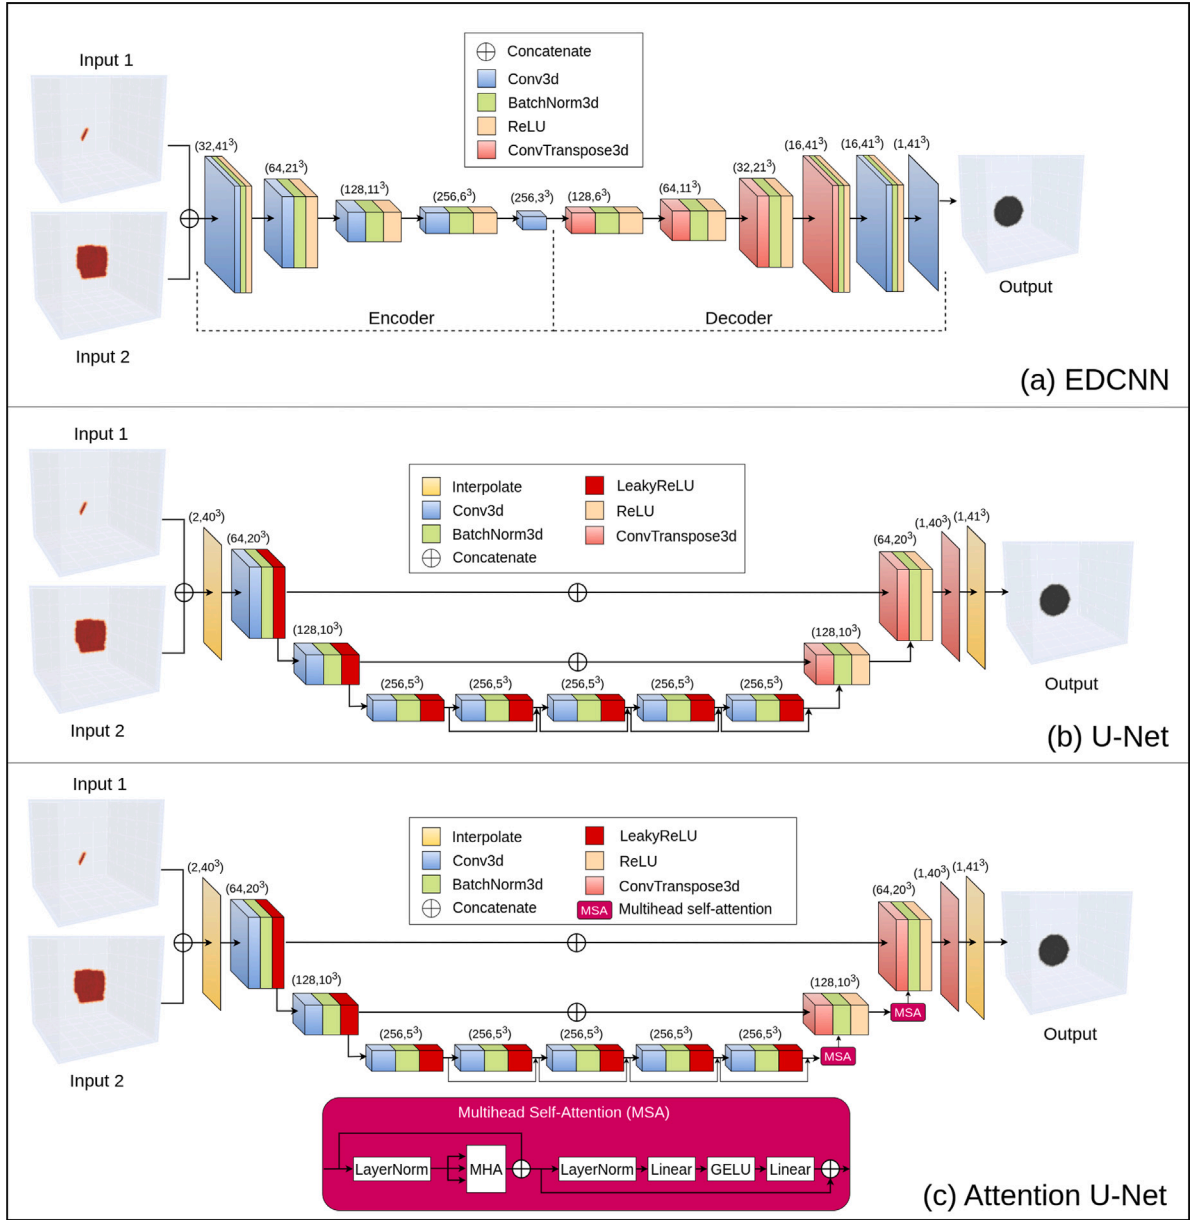 Input 1
Concatenate
Conv3d
BatchNorm3d
ReLU
ConvTranspose3d
(32,41³)
(64,21³)
(128,11³)
(256,6³)
(256,3³)
(128,6³)
(64,11³)
(32,21³)
(16,41³)
(16,41³)
(1,41³)
Output
Encoder
Decoder
Input 2
(a) EDCNN
Input 1
Interpolate
Conv3d
BatchNorm3d
Concatenate
LeakyReLU
ReLU
ConvTranspose3d
(2,40³)
(64,20³)
(128,10³)
(256,5³)
(256,5³)
(256,5³)
(256,5³)
(256,5³)
(128,10³)
(64,20³)
(1,40³)
(1,41³)
Output
Input 2
(b) U-Net
Input 1
Interpolate
Conv3d
BatchNorm3d
Concatenate
LeakyReLU
ReLU
ConvTranspose3d
MSA
Multihead self-attention
(2,40³)
(64,20³)
(128,10³)
(256,5³)
(256,5³)
(256,5³)
(256,5³)
(256,5³)
MSA
(128,10³)
MSA
(64,20³)
(1,40³)
(1,41³)
Output
Input 2
Multihead Self-Attention (MSA)
LayerNorm
MHA
LayerNorm
Linear
GELU
Linear
(c) Attention U-Net